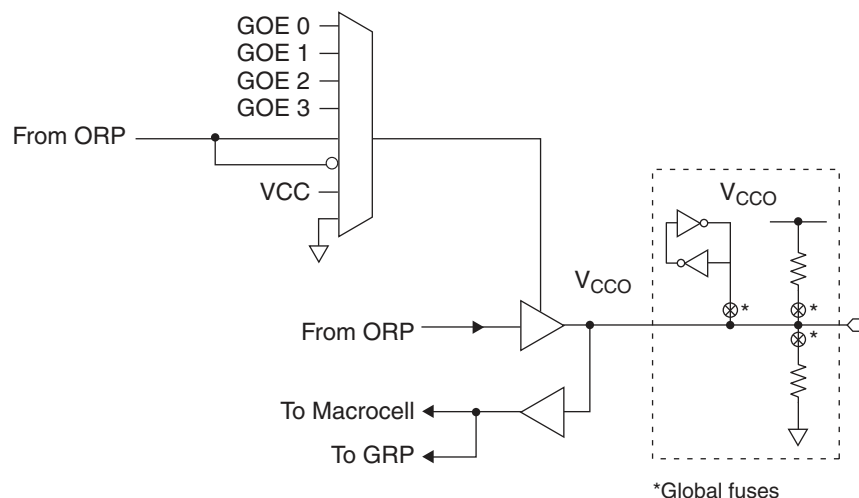 GOE 0
GOE 1
GOE 2
GOE 3
From ORP
VCC
VCCO
VCCO
*
*
*
From ORP
To Macrocell
To GRP
*Global fuses